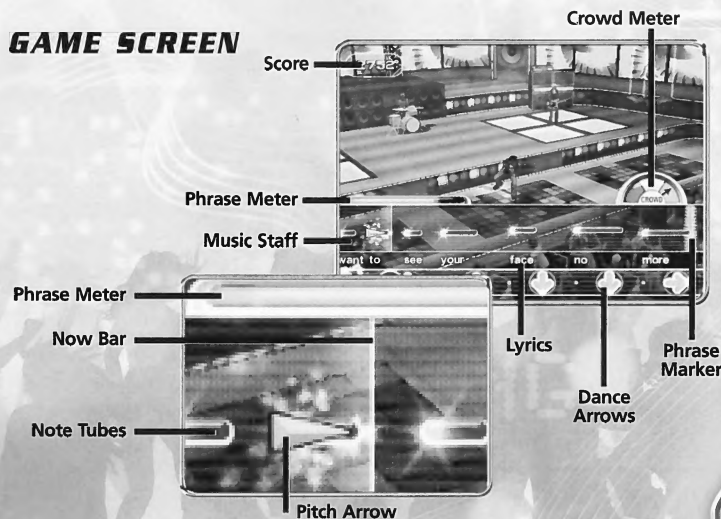 GAME SCREEN
Crowd Meter
Score
CROWD
Phrase Meter
Music Staff
want to see your face no more
Phrase Meter
Now Bar
Lyrics
Phrase
Marker
Dance
Arrows
Note Tubes
Pitch Arrow